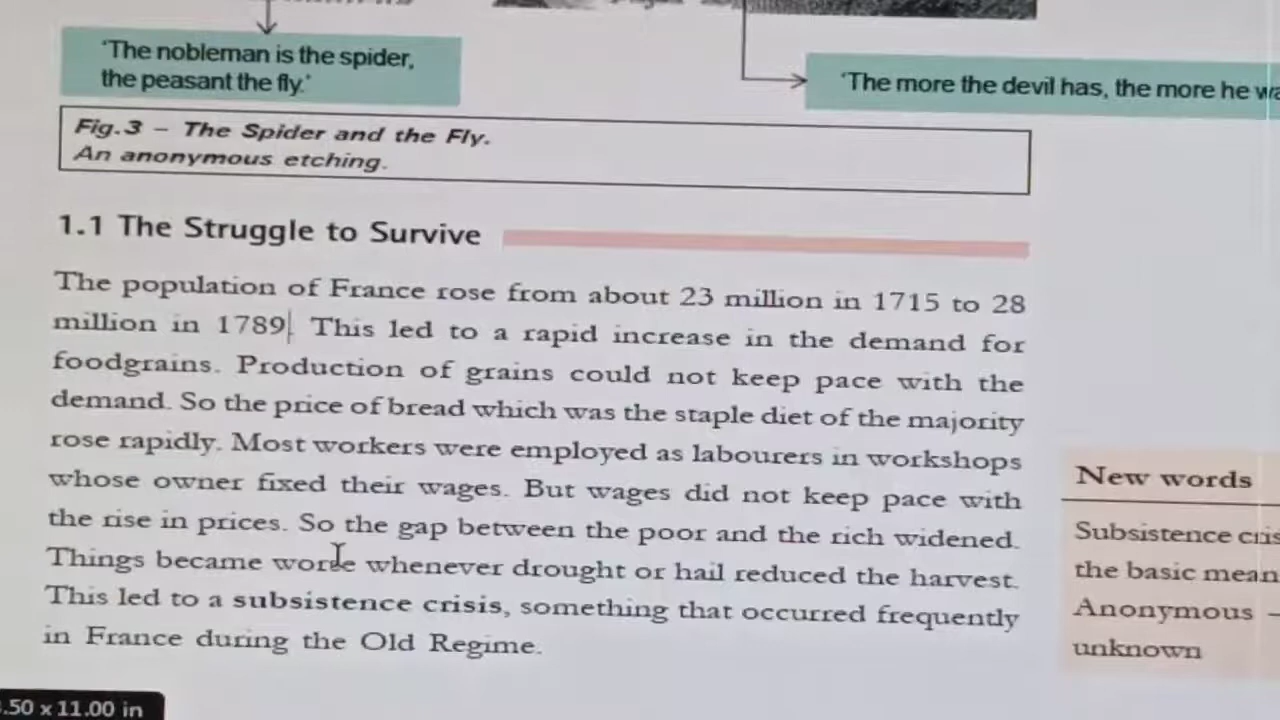 'The nobleman is the spider,
the peasant the fly.'
'The more the devil has, the more he
Fig.3 – The Spider and the Fly.
An anonymous etching.
1.1 The Struggle to Survive
The population of France rose from about 23 million in 1715 to 28
million in 1789. This led to a rapid increase in the demand for
foodgrains. Production of grains could not keep pace with the
demand. So the price of bread which was the staple diet of the majority
rose rapidly. Most workers were employed as labourers in workshops
whose owner fixed their wages. But wages did not keep pace with
the rise in prices. So the gap between the poor and the rich widened.
Things became worse whenever drought or hail reduced the harvest.
This led to a subsistence crisis, something that occurred frequently
in France during the Old Regime.
New words
Subsistence
the basic
Anonymous –
unknown
.50 x 11.00 in